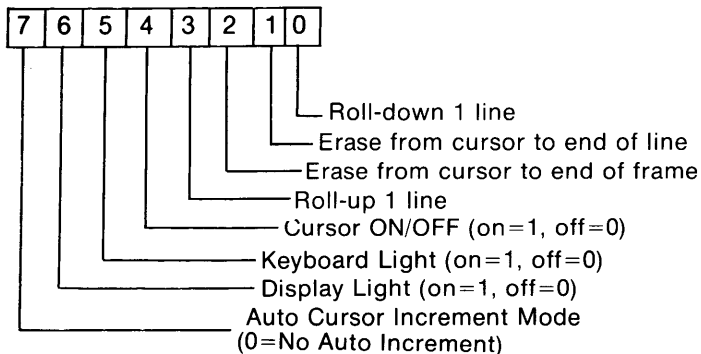 7 6 5 4 3 2 1 0
Roll-down 1 line
Erase from cursor to end of line
Erase from cursor to end of frame
Roll-up 1 line
Cursor ON/OFF (on=1, off=0)
Keyboard Light (on=1, off=0)
Display Light (on=1, off=0)
Auto Cursor Increment Mode
(0=No Auto Increment)